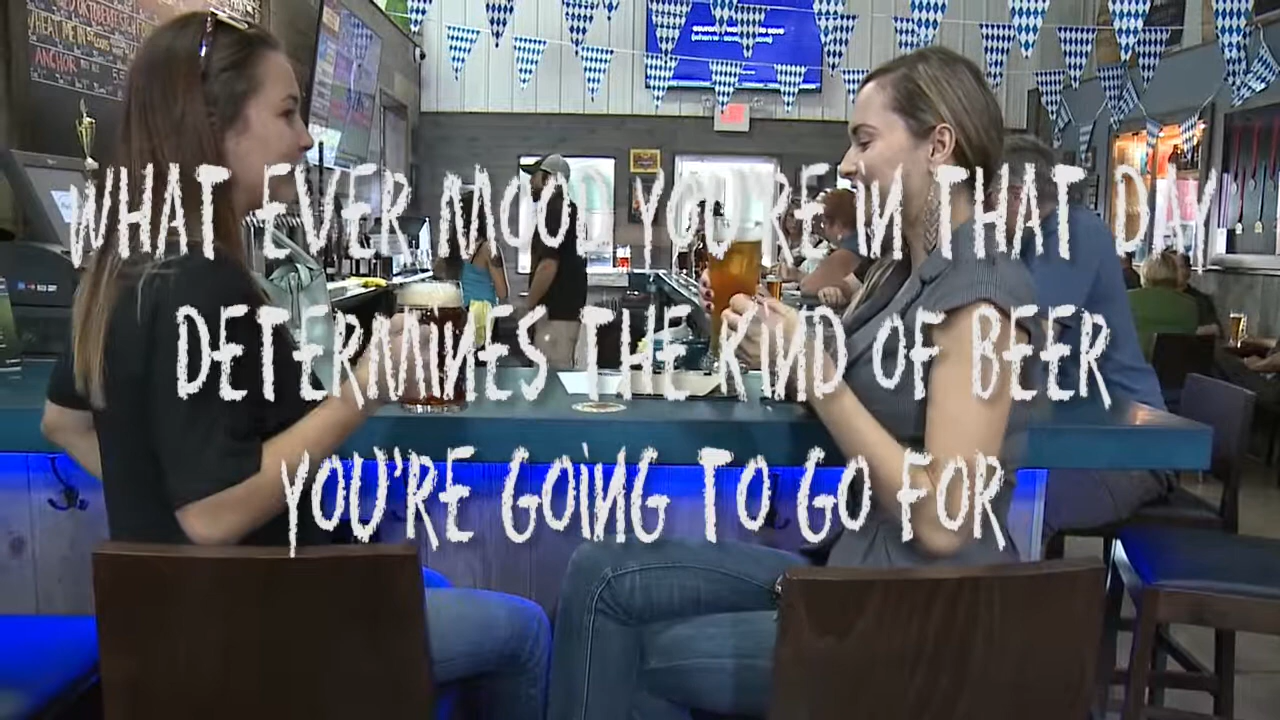 WHAT EVER MOOD YOU'RE IN THAT DAY
DETERMINES THE KIND OF BEER
YOU'RE GOING TO GO FOR
ANCHOR